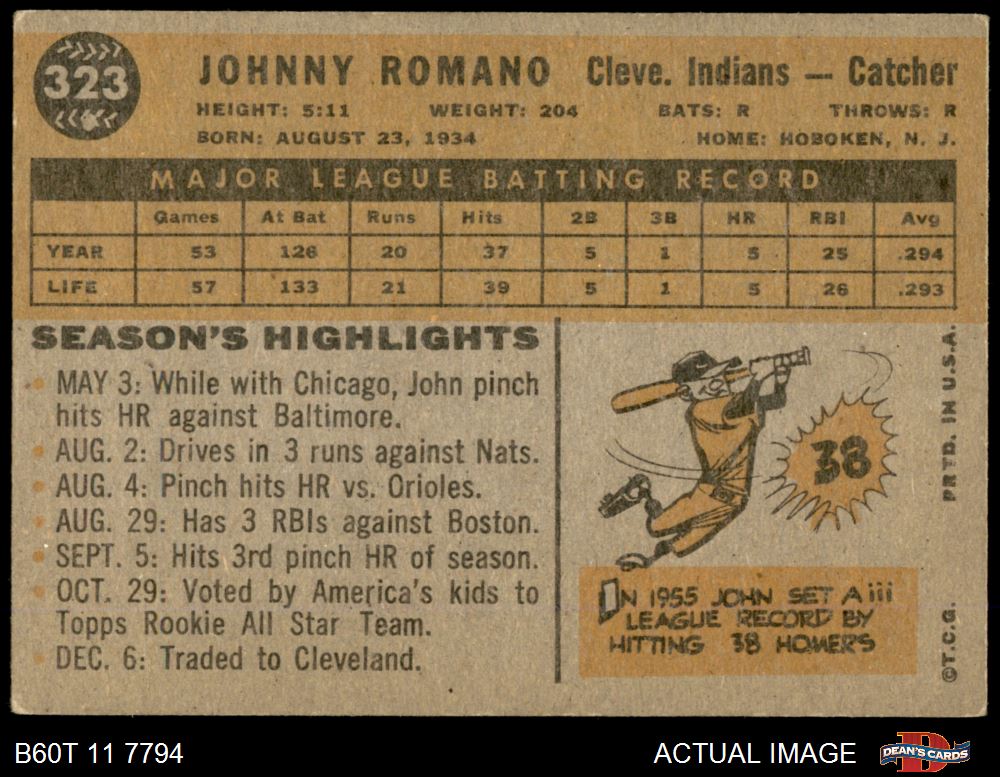 323
JOHNNY ROMANO Cleve. Indians — Catcher
HEIGHT: 5:11 WEIGHT: 204 BATS: R THROWS: R
BORN: AUGUST 23, 1934 HOME: HOBOKEN, N. J.
MAJOR LEAGUE BATTING RECORD
Games At Bat Runs Hits 2B 3B HR RBI Avg
YEAR 53 126 20 37 5 1 5 25 .294
LIFE 57 133 21 39 5 1 5 26 .293
SEASON'S HIGHLIGHTS
MAY 3: While with Chicago, John pinch
hits HR against Baltimore.
AUG. 2: Drives in 3 runs against Nats.
AUG. 4: Pinch hits HR vs. Orioles.
AUG. 29: Has 3 RBIs against Boston.
SEPT. 5: Hits 3rd pinch HR of season.
OCT. 29: Voted by America's kids to
Topps Rookie All Star Team.
DEC. 6: Traded to Cleveland.
38
IN 1955 JOHN SET A iii
LEAGUE RECORD BY
HITTING 38 HOMERS
©T.C.G. PRTD. IN U.S.A.
B60T 11 7794 ACTUAL IMAGE DEAN'S CARDS